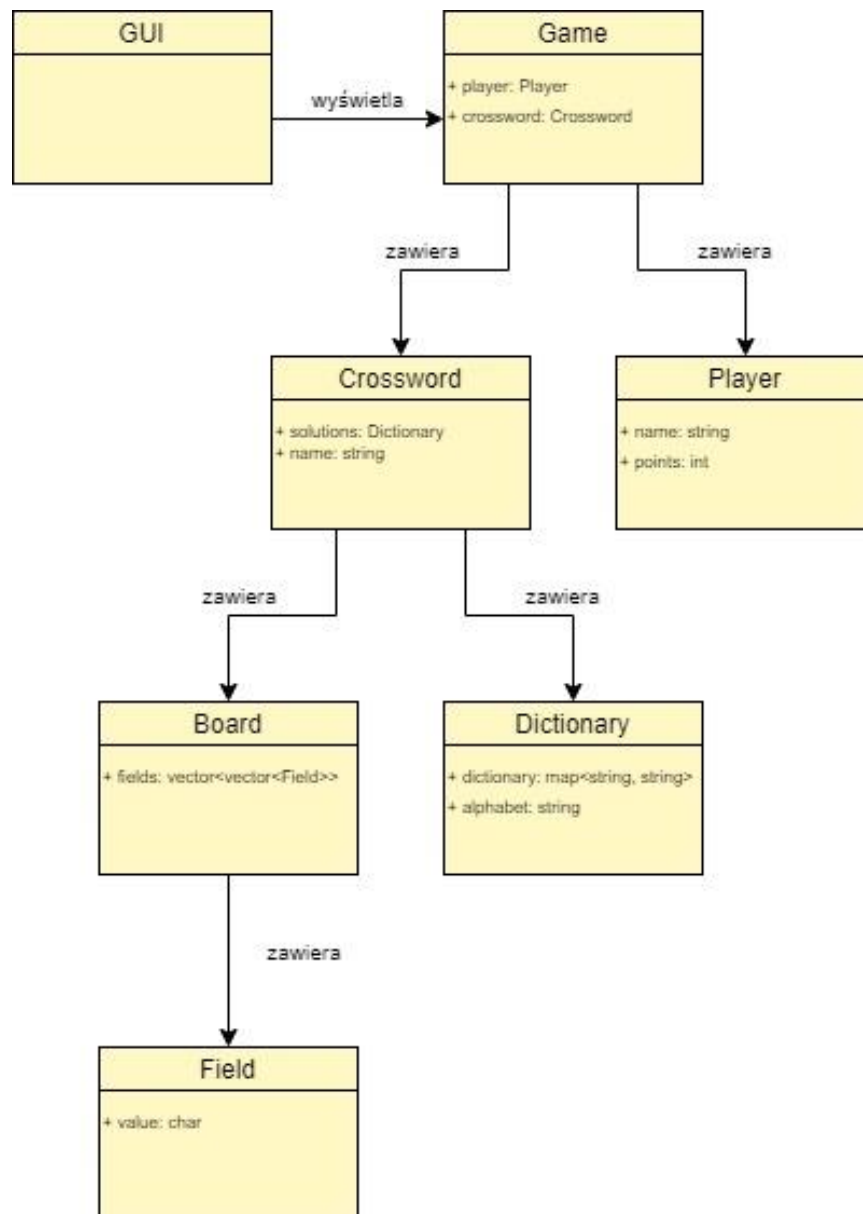 GUI
Game
+ player: Player
+ crossword: Crossword
wyświetla
zawiera
zawiera
Crossword
+ solutions: Dictionary
+ name: string
Player
+ name: string
+ points: int
zawiera
zawiera
Board
+ fields: vector<vector<Field>>
Dictionary
+ dictionary: map<string, string>
+ alphabet: string
zawiera
Field
+ value: char